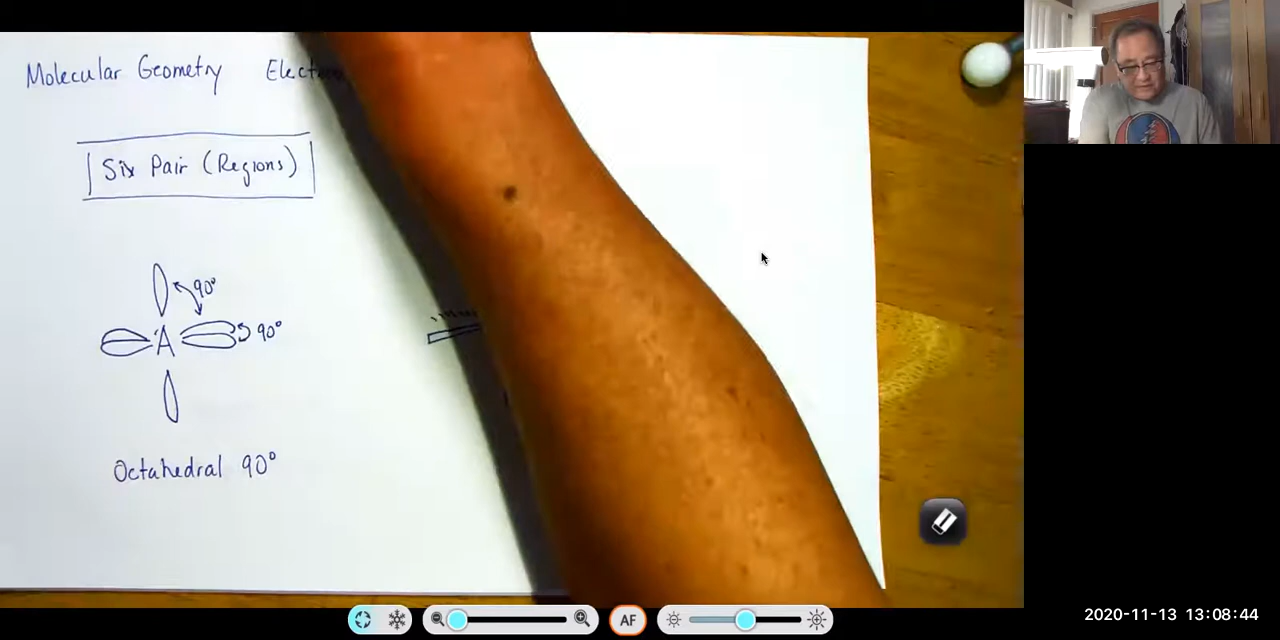 Molecular Geometry
Six Pair (Regions)
90°
A
90°
Octahedral 90°
AF
2020-11-13 13:08:44